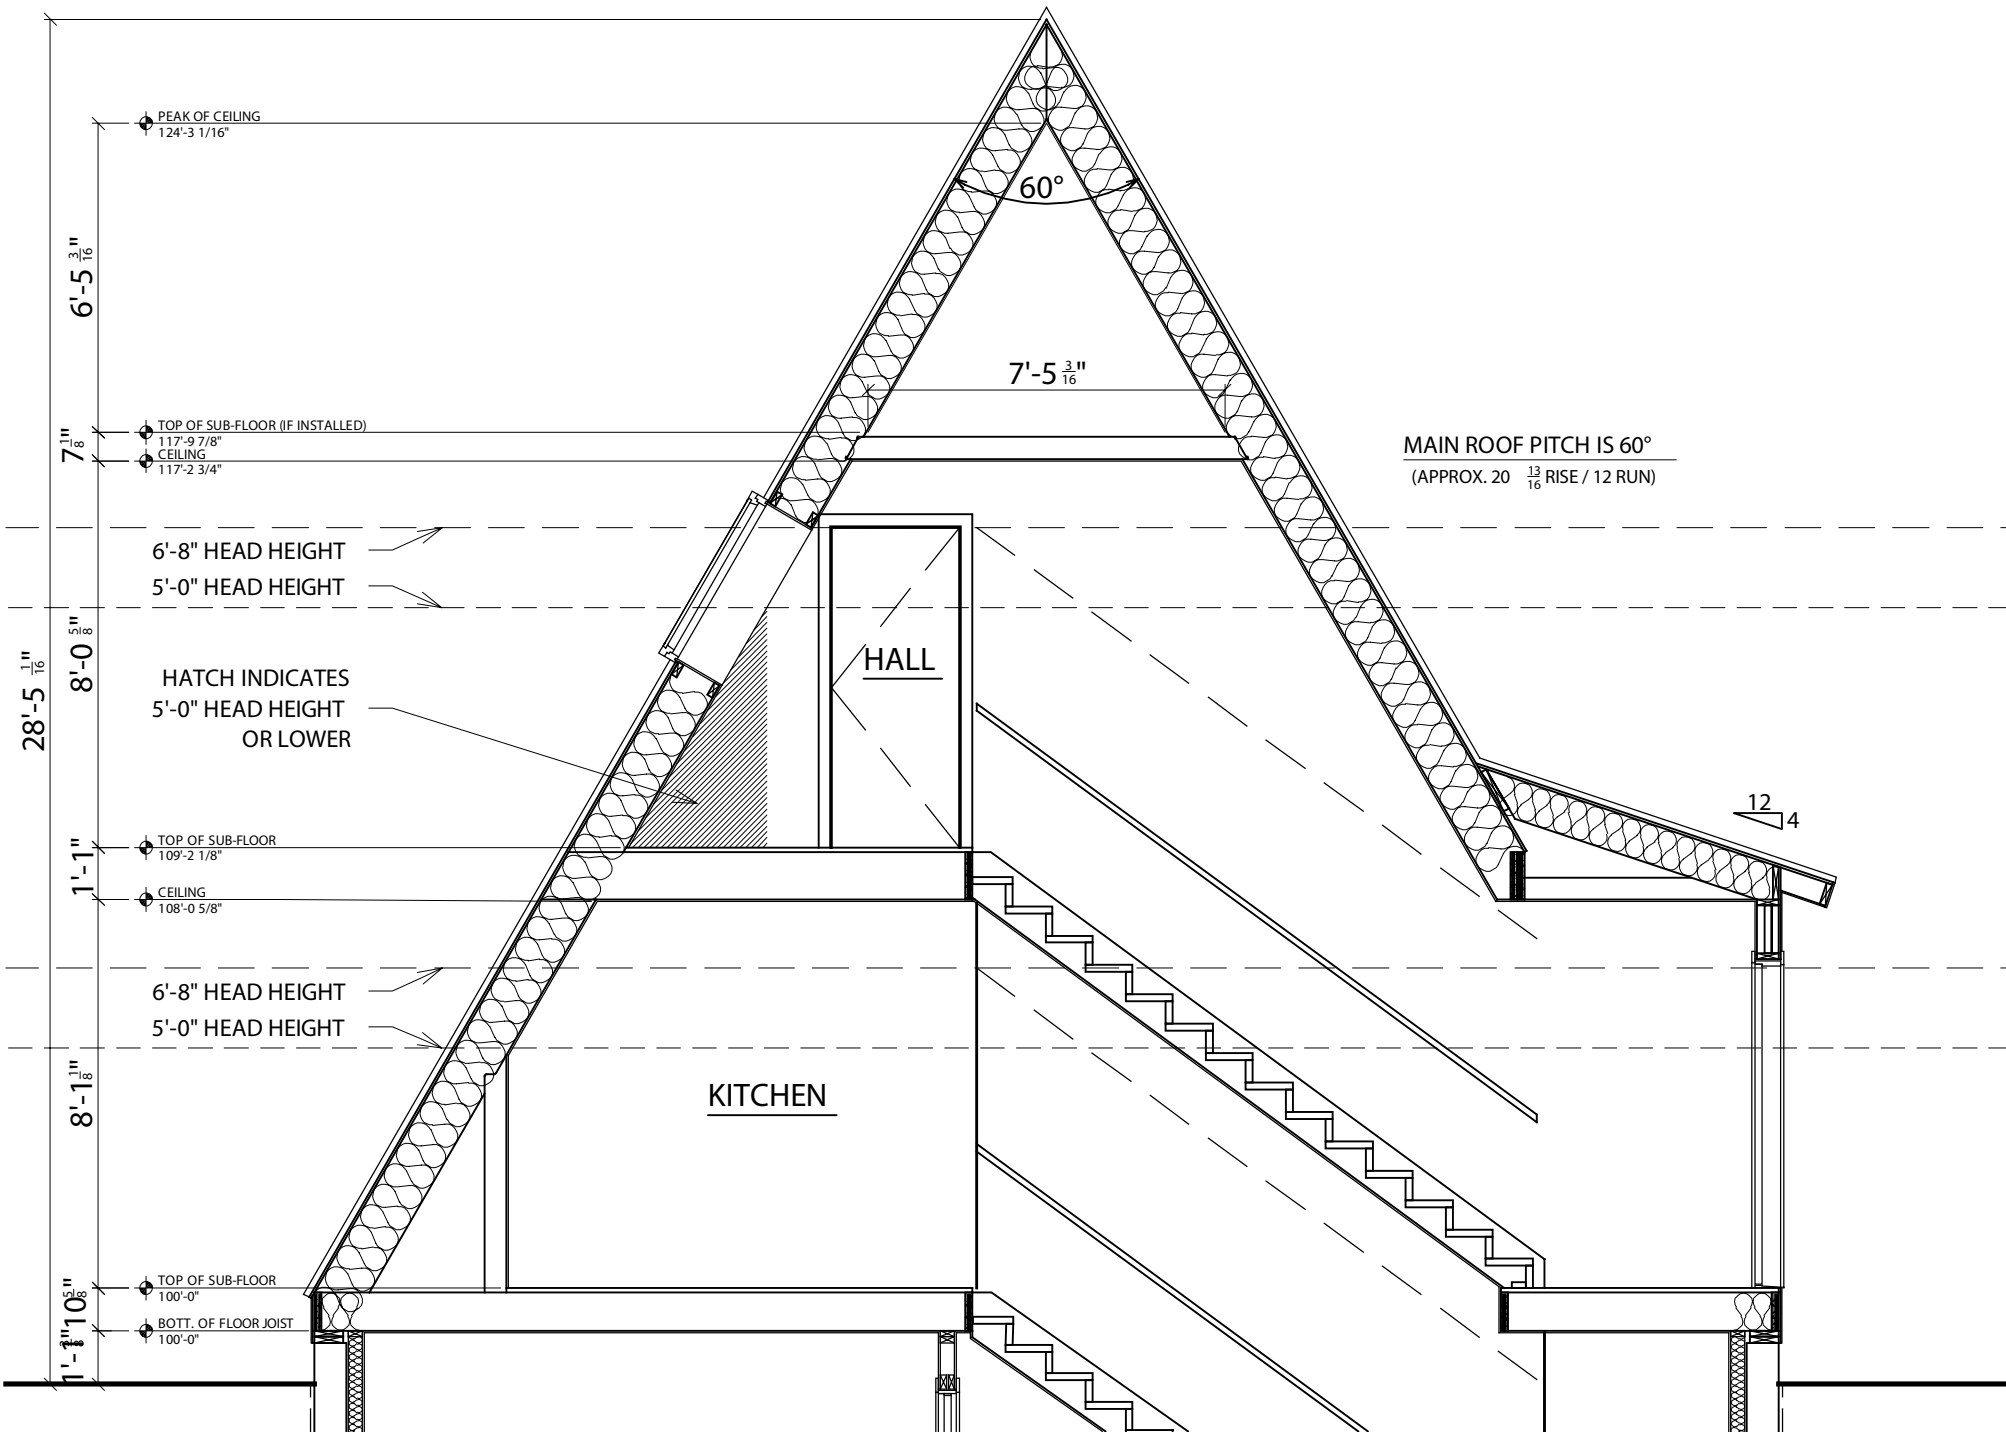 PEAK OF CEILING
124'-3 1/16"
60°
6'-5 3/16"
7'-5 3/16"
TOP OF SUB-FLOOR (IF INSTALLED)
117'-9 7/8"
7 1/8"
CEILING
117'-2 3/4"
MAIN ROOF PITCH IS 60°
(APPROX. 20 13/16 RISE / 12 RUN)
6'-8" HEAD HEIGHT
5'-0" HEAD HEIGHT
28'-5 1/16"
8'-0 5/8"
HALL
HATCH INDICATES
5'-0" HEAD HEIGHT
OR LOWER
12
4
TOP OF SUB-FLOOR
109'-2 1/8"
1'-1"
CEILING
108'-0 5/8"
6'-8" HEAD HEIGHT
5'-0" HEAD HEIGHT
8'-1 1/8"
KITCHEN
TOP OF SUB-FLOOR
100'-0"
10 5/8"
BOTT. OF FLOOR JOIST
100'-0"